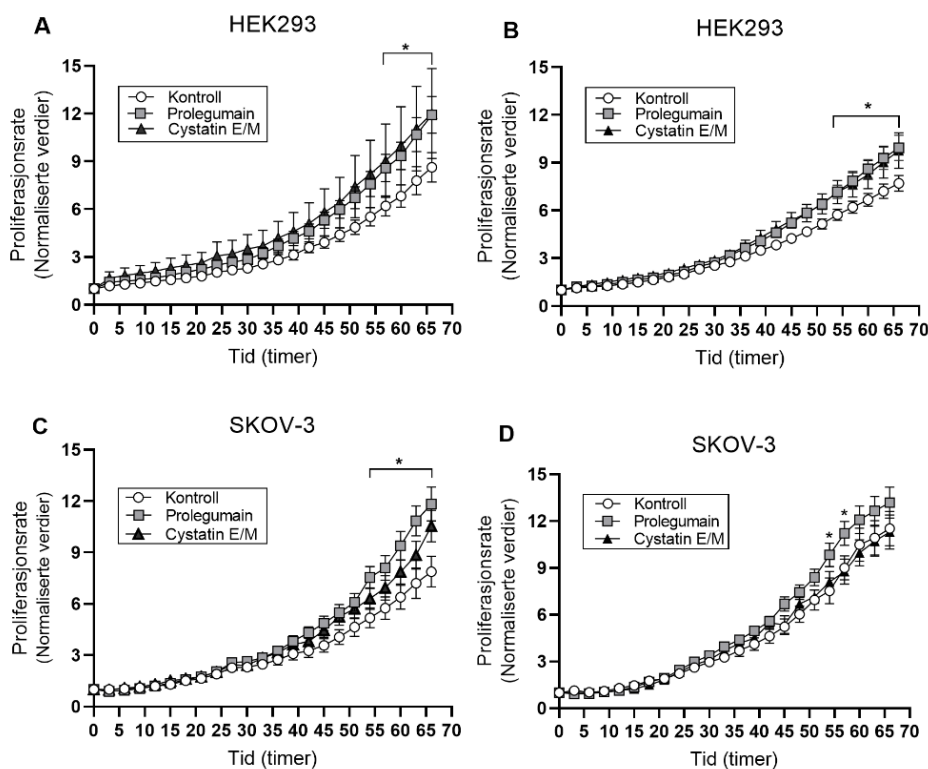 A
HEK293
*
15
12
9
6
3
0
Proliferasjonsrate
(Normaliserte verdier)
Kontroll
Prolegumain
Cystatin E/M
0 5 10 15 20 25 30 35 40 45 50 55 60 65 70
Tid (timer)
B
HEK293
*
15
12
9
6
3
0
Proliferasjonsrate
(Normaliserte verdier)
Kontroll
Prolegumain
Cystatin E/M
0 5 10 15 20 25 30 35 40 45 50 55 60 65 70
Tid (timer)
C
SKOV-3
*
15
12
9
6
3
0
Proliferasjonsrate
(Normaliserte verdier)
Kontroll
Prolegumain
Cystatin E/M
0 5 10 15 20 25 30 35 40 45 50 55 60 65 70
Tid (timer)
D
SKOV-3
* *
15
12
9
6
3
0
Proliferasjonsrate
(Normaliserte verdier)
Kontroll
Prolegumain
Cystatin E/M
0 5 10 15 20 25 30 35 40 45 50 55 60 65 70
Tid (timer)